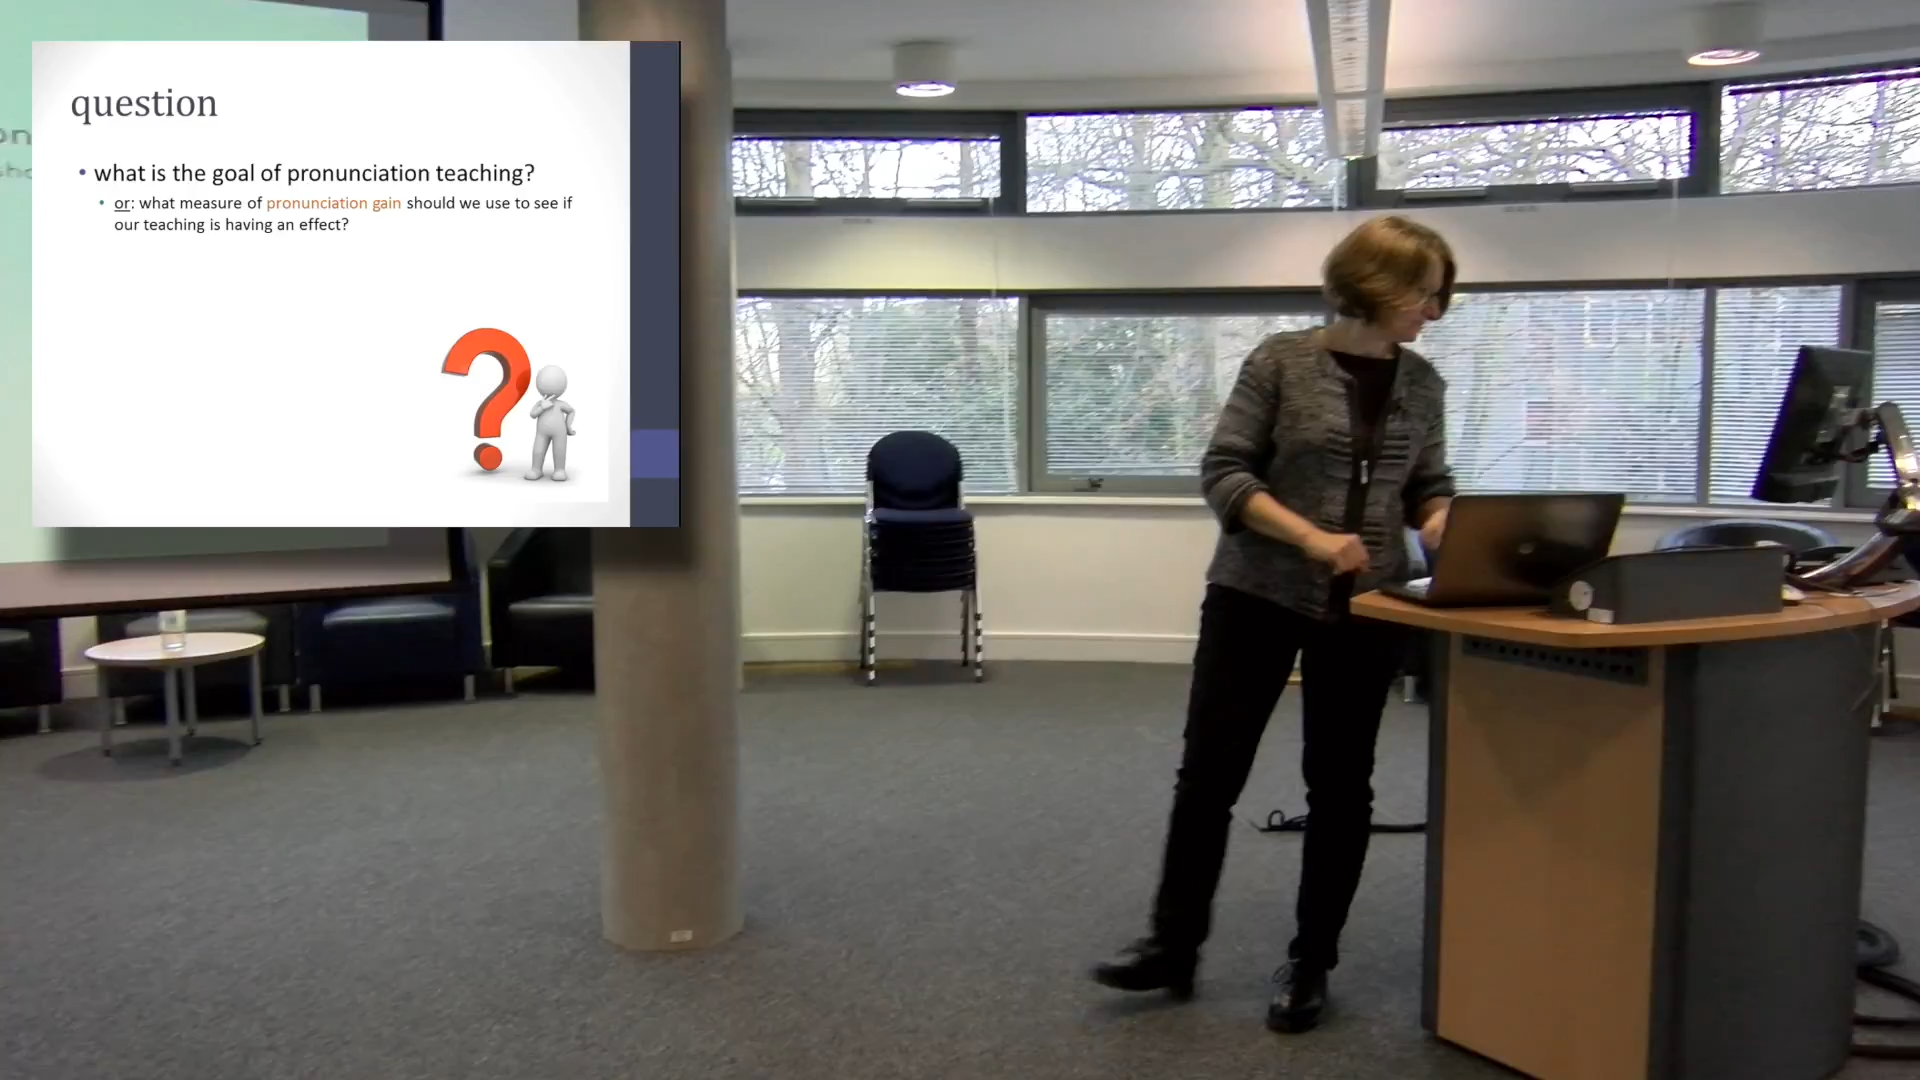 question
• what is the goal of pronunciation teaching?
• or: what measure of pronunciation gain should we use to see if
our teaching is having an effect?